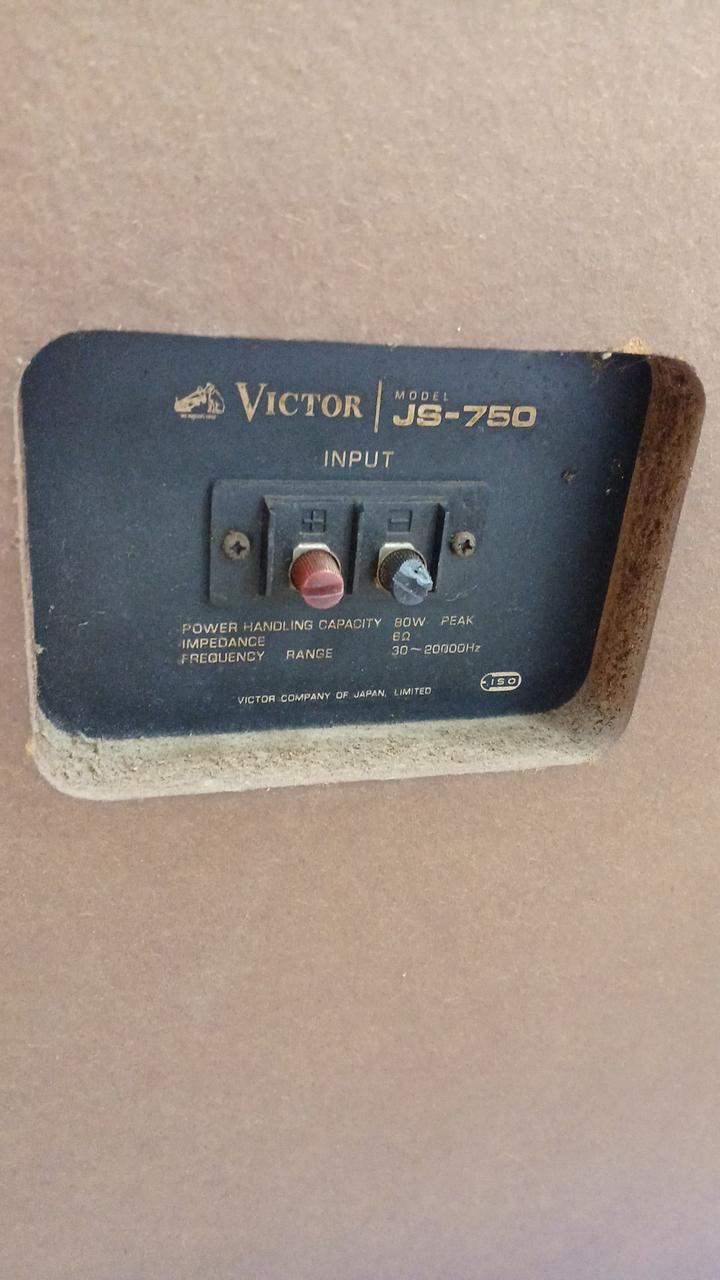 VICTOR MODEL JS-750
INPUT
+ −
POWER HANDLING CAPACITY 80W PEAK
IMPEDANCE 6Ω
FREQUENCY RANGE 30~20000Hz
VICTOR COMPANY OF JAPAN, LIMITED
ISO